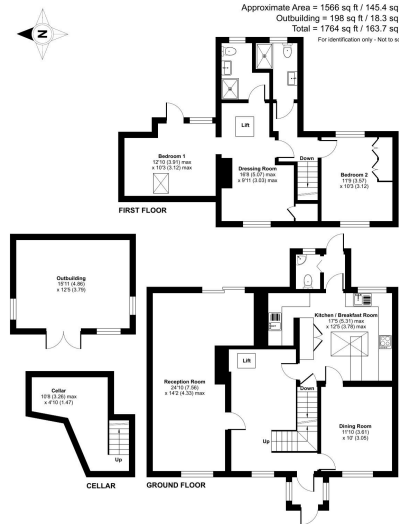 Approximate Area = 1566 sq ft / 145.4 sq
Outbuilding = 198 sq ft / 18.3 sq
Total = 1764 sq ft / 163.7 sq
For identification only - Not to sc
N
Lift
Bedroom 1
12'10 (3.91) max
x 10'3 (3.12) max
Dressing Room
16'8 (5.07) max
x 9'11 (3.03) max
Down
Bedroom 2
11'9 (3.57)
x 10'3 (3.12)
FIRST FLOOR
Outbuilding
15'11 (4.86)
x 12'5 (3.79)
Kitchen / Breakfast Room
17'5 (5.31) max
x 12'5 (3.78) max
Reception Room
24'10 (7.56)
x 14'2 (4.33) max
Lift
Down
Cellar
10'9 (3.28) max
x 4'10 (1.47)
Up
Dining Room
11'10 (3.61)
x 10' (3.05)
Up
CELLAR
GROUND FLOOR